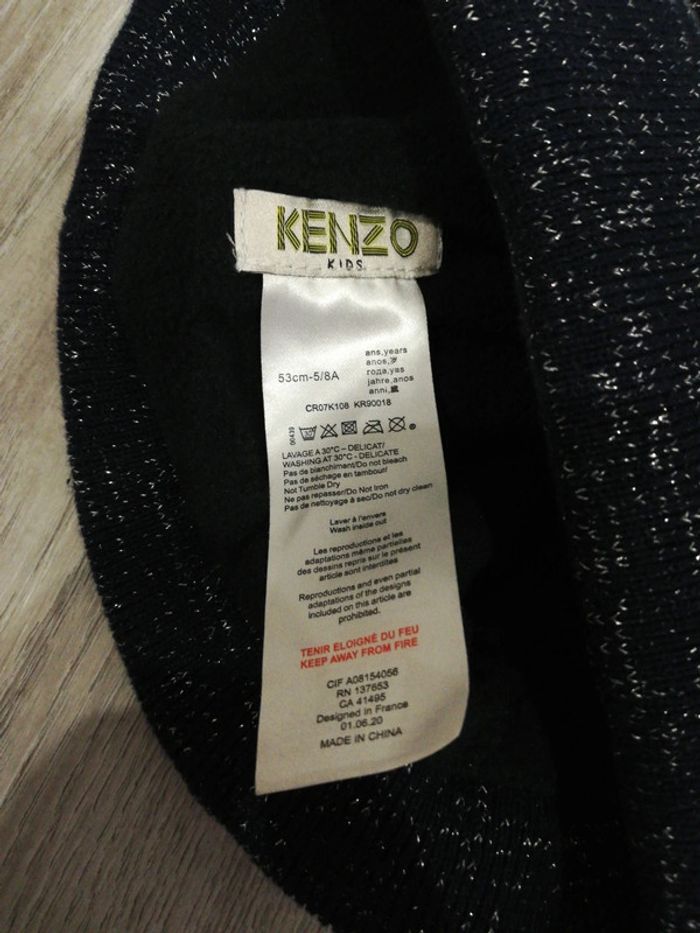 KENZO
KIDS
53cm-5/8A
ans,years
anos,岁
года,yaş
jahre,anos
anni,歲
CR07K108 KR90018
06439
30
LAVAGE A 30°C – DELICAT/
WASHING AT 30°C - DELICATE
Pas de blanchiment/Do not bleach
Pas de séchage en tambour/
Not Tumble Dry
Ne pas repasser/Do Not Iron
Pas de nettoyage à sec/Do not dry clean
Laver à l'envers
Wash inside out
Les reproductions et les
adaptations même partielles
des dessins repris sur le présent
article sont interdites
Reproductions and even partial
adaptations of the designs
included on this article are
prohibited.
TENIR ELOIGNÉ DU FEU
KEEP AWAY FROM FIRE
CIF A08154056
RN 137653
CA 41495
Designed in France
01.06.20
MADE IN CHINA